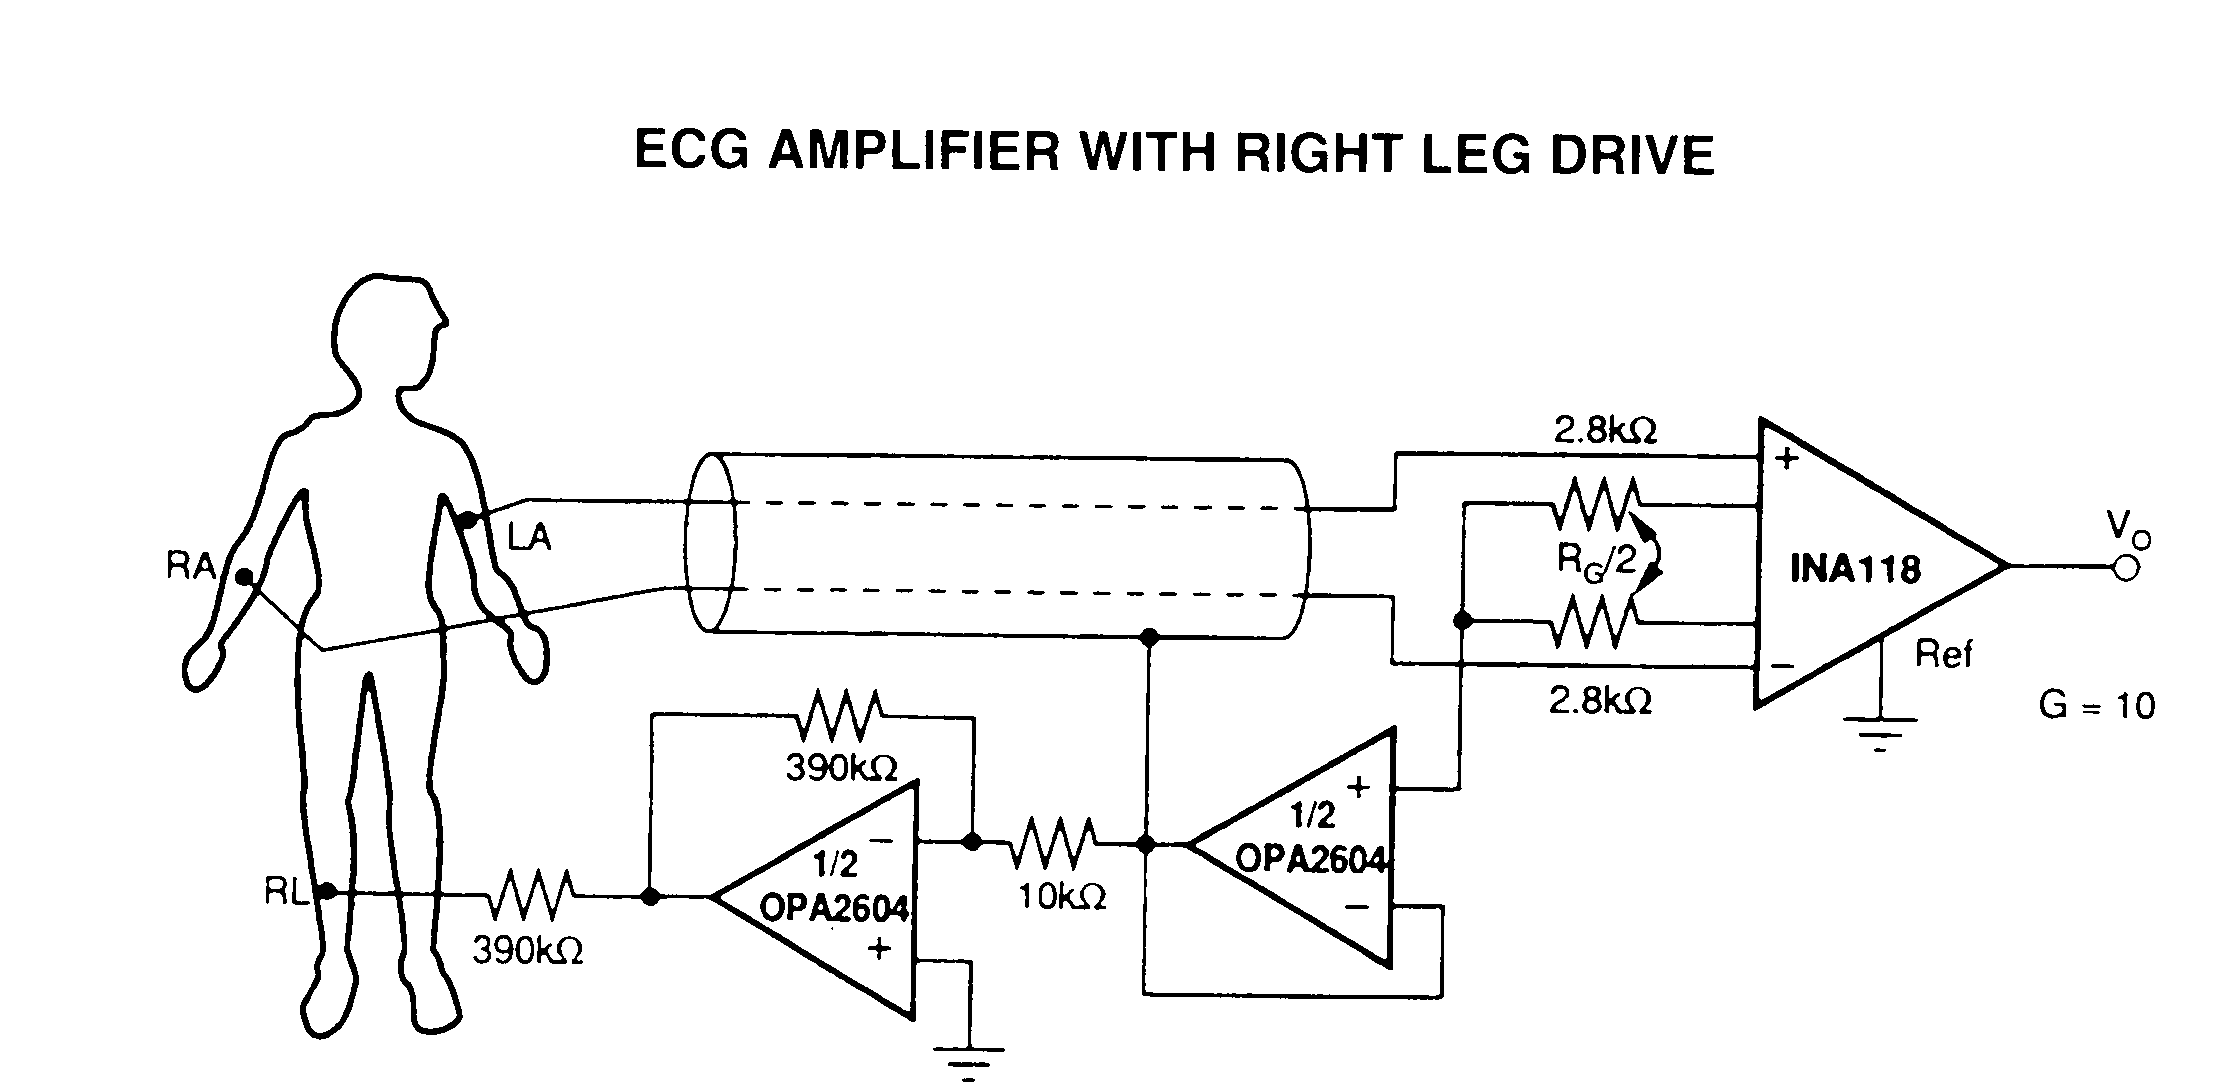 ECG AMPLIFIER WITH RIGHT LEG DRIVE
2.8kΩ
+
LA
RA
R_G/2
INA118
V_O
Ref
–
2.8kΩ
G = 10
390kΩ
–
1/2
OPA2604
+
10kΩ
+
1/2
OPA2604
–
RL
390kΩ